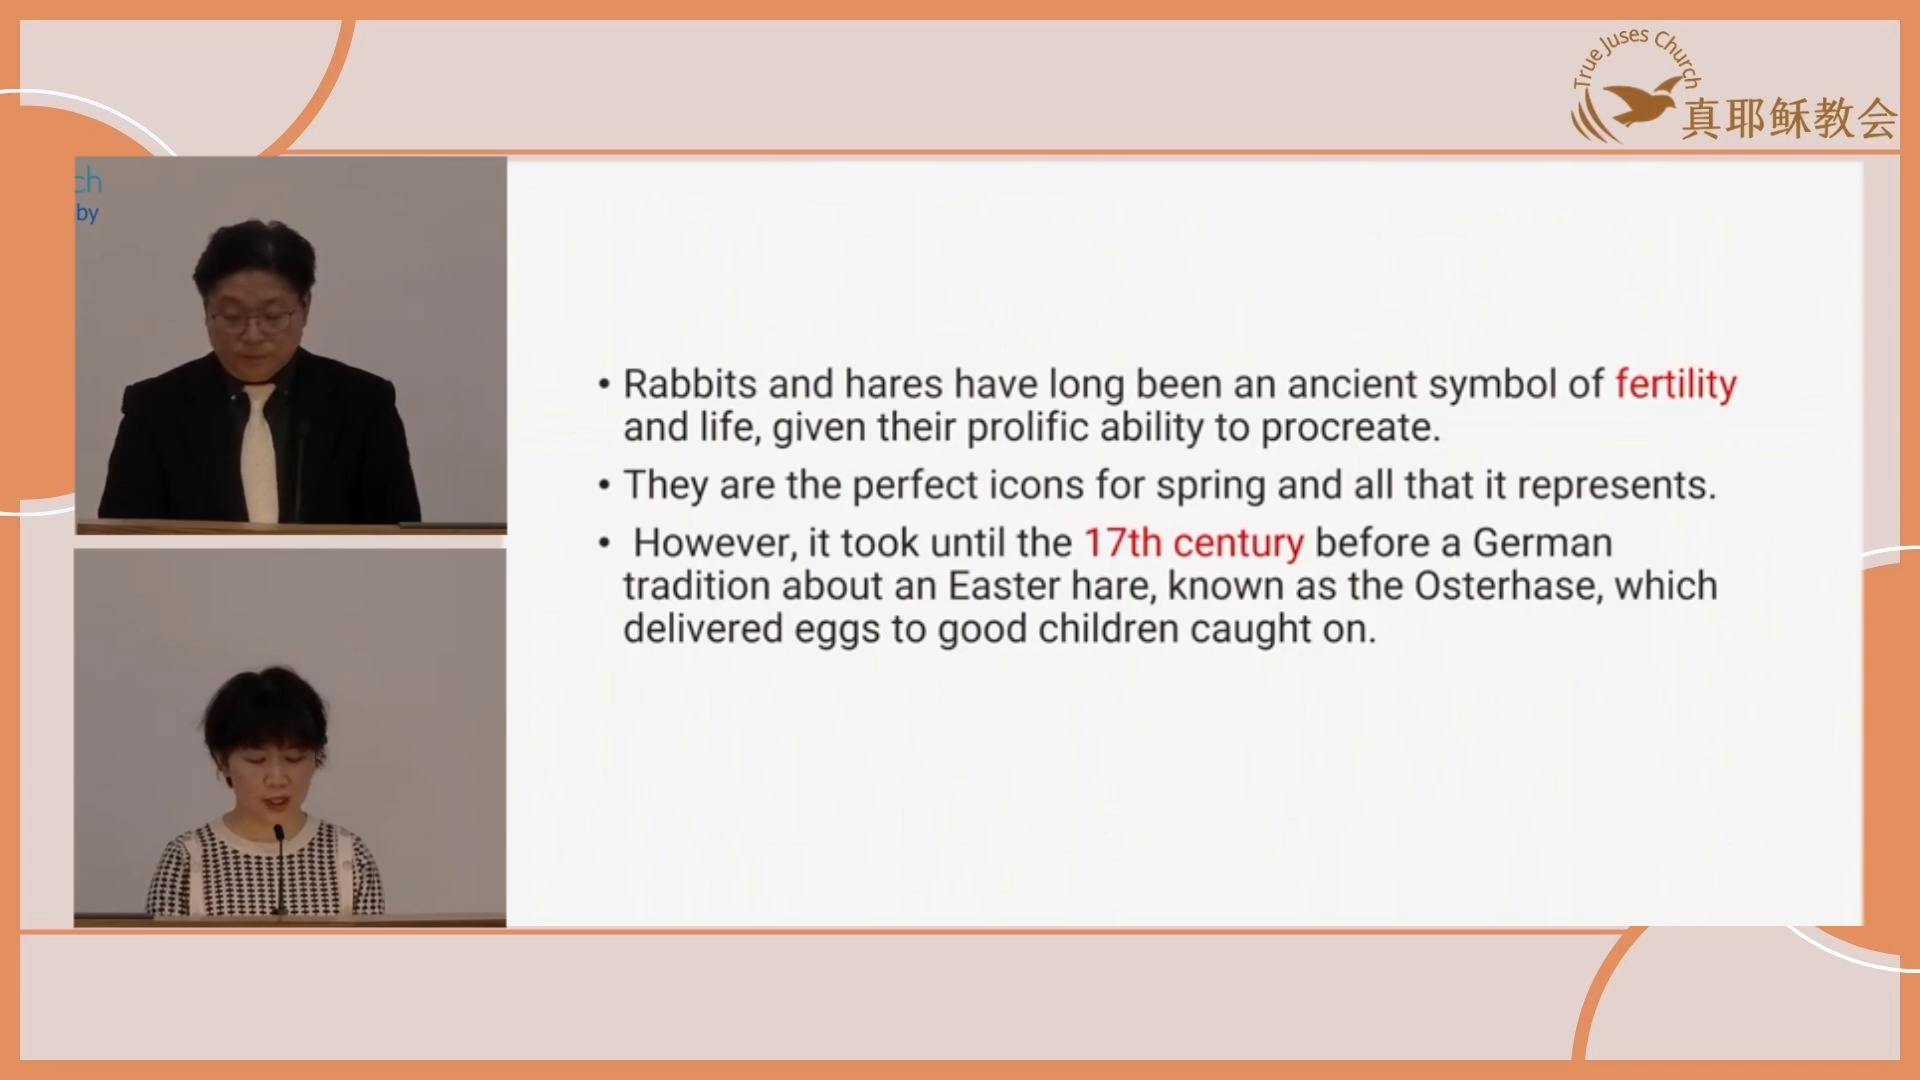 True Juses Church
真耶稣教会
ch
by
• Rabbits and hares have long been an ancient symbol of fertility
and life, given their prolific ability to procreate.
• They are the perfect icons for spring and all that it represents.
• However, it took until the 17th century before a German
tradition about an Easter hare, known as the Osterhase, which
delivered eggs to good children caught on.